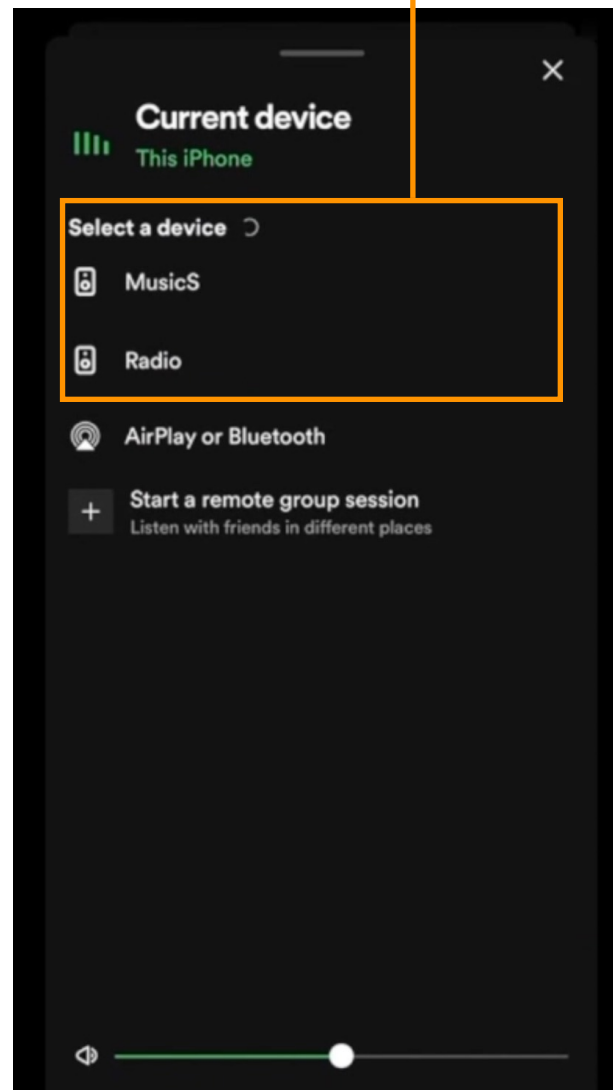 Current device
This iPhone
Select a device
MusicS
Radio
AirPlay or Bluetooth
Start a remote group session
Listen with friends in different places